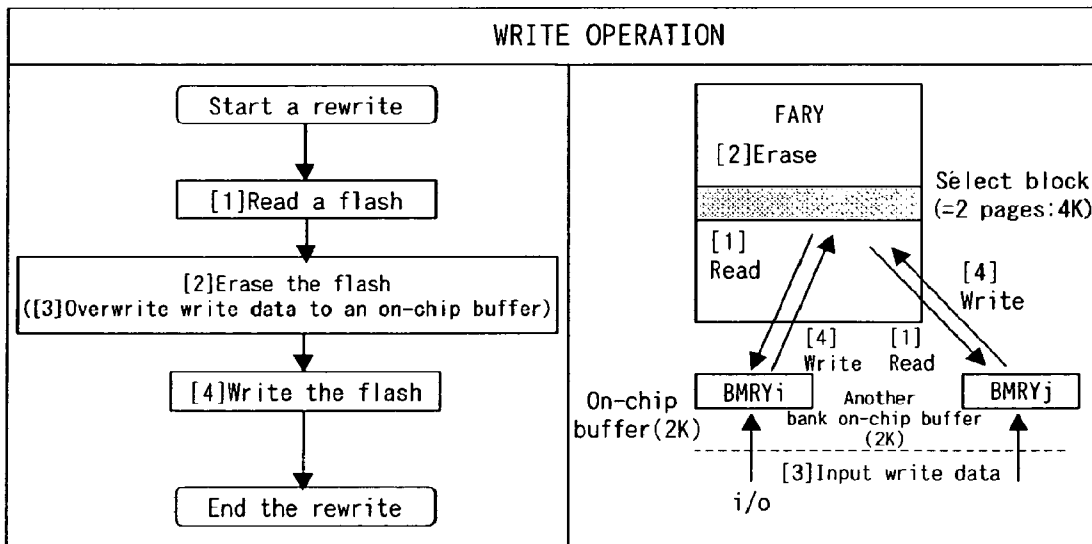 WRITE OPERATION
Start a rewrite
[1]Read a flash
[2]Erase the flash
([3]Overwrite write data to an on-chip buffer)
[4]Write the flash
End the rewrite
FARY
[2]Erase
Select block
(=2 pages:4K)
[1]
Read
[4]
Write
[4]
Write
[1]
Read
On-chip
buffer(2K)
BMRYi
Another
bank on-chip buffer
(2K)
BMRYj
[3]Input write data
i/o